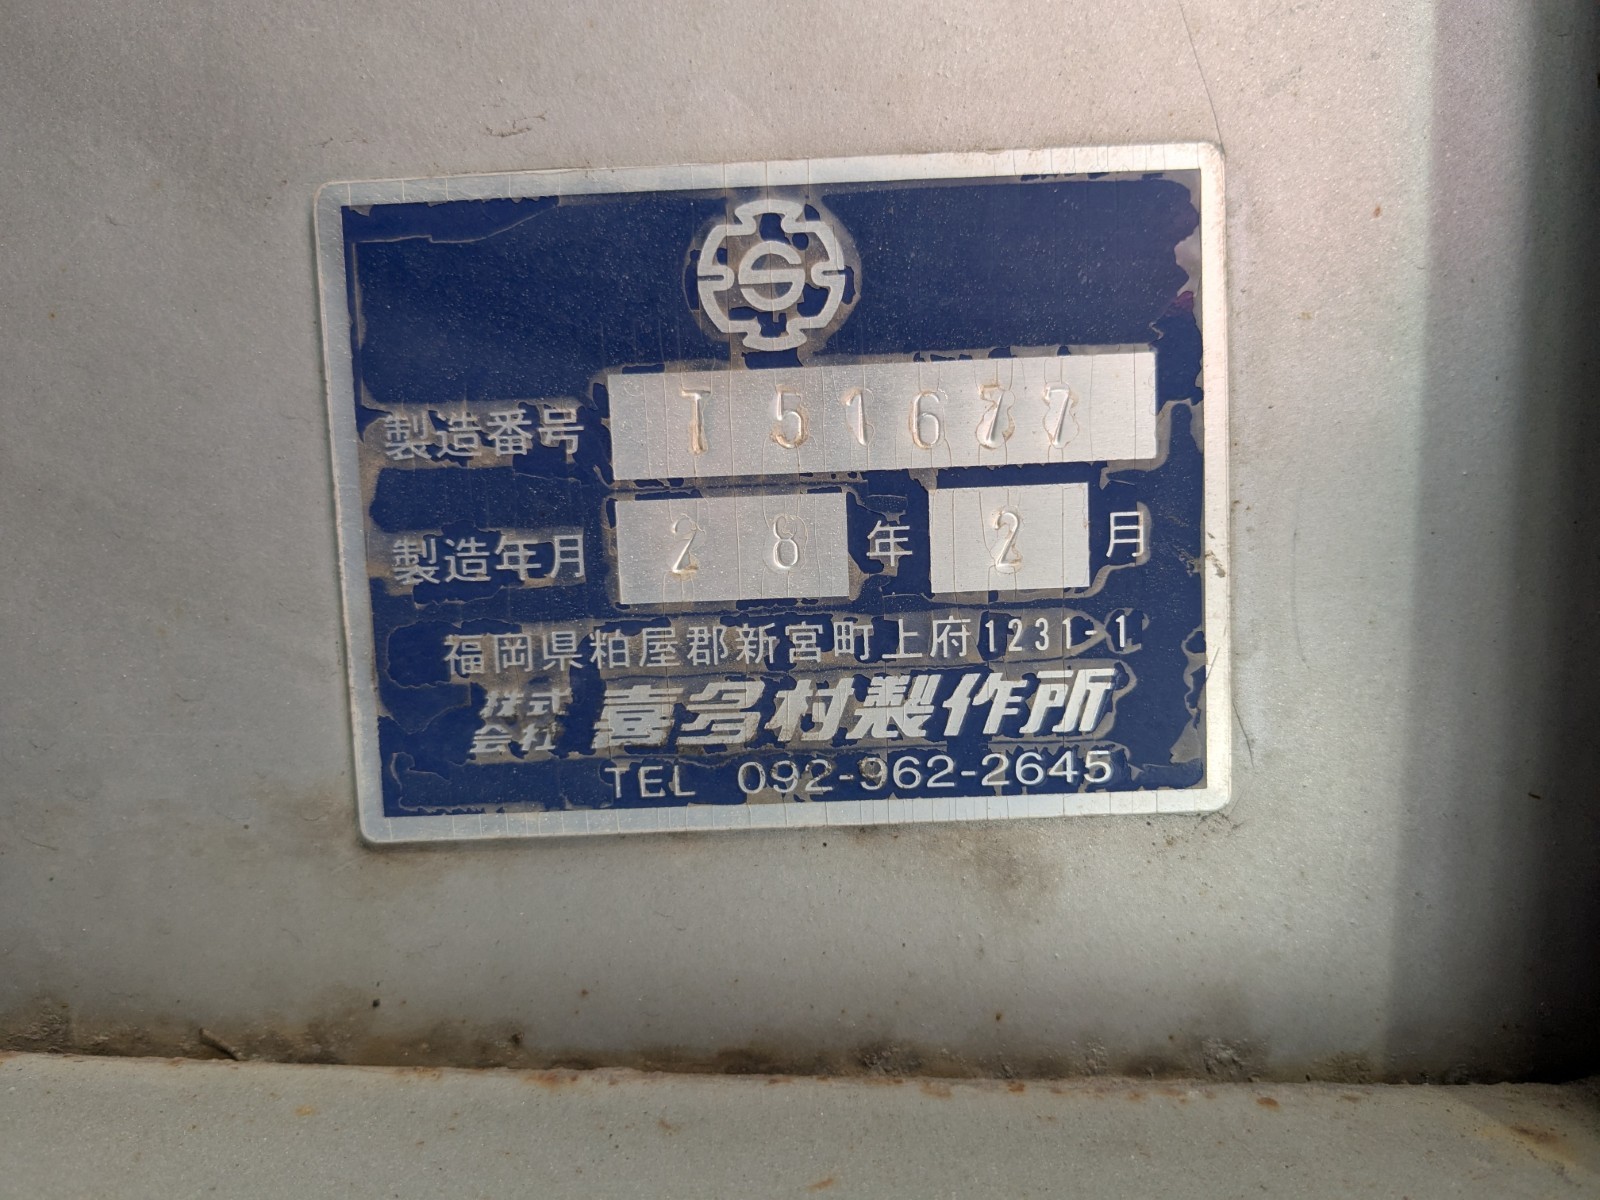 S
製造番号 T51677
製造年月 28年2月
福岡県粕屋郡新宮町上府1231-1
株式会社 喜多村製作所
TEL 092-962-2645